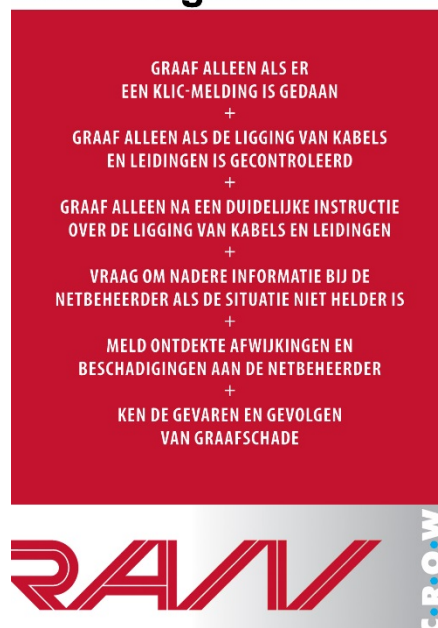 GRAAF ALLEEN ALS ER
EEN KLIC-MELDING IS GEDAAN
+
GRAAF ALLEEN ALS DE LIGGING VAN KABELS
EN LEIDINGEN IS GECONTROLEERD
+
GRAAF ALLEEN NA EEN DUIDELIJKE INSTRUCTIE
OVER DE LIGGING VAN KABELS EN LEIDINGEN
+
VRAAG OM NADERE INFORMATIE BIJ DE
NETBEHEERDER ALS DE SITUATIE NIET HELDER IS
+
MELD ONTDEKTE AFWIJKINGEN EN
BESCHADIGINGEN AAN DE NETBEHEERDER
+
KEN DE GEVAREN EN GEVOLGEN
VAN GRAAFSCHADE
RAW
C.R.O.W